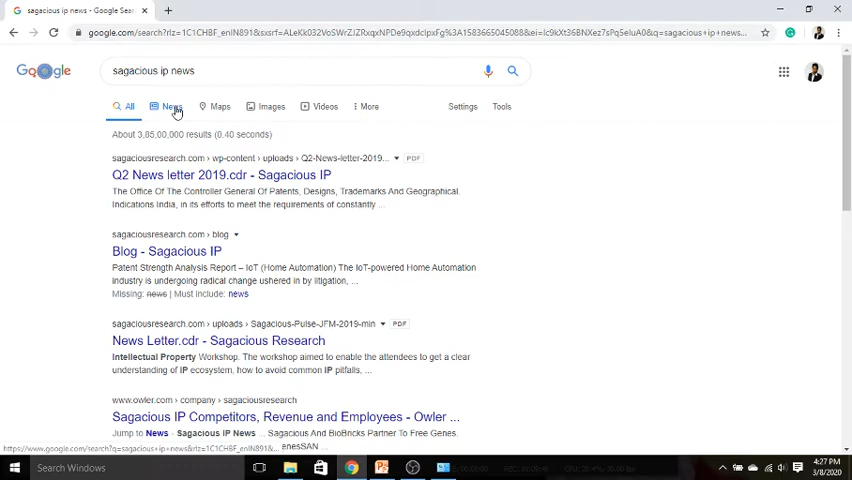 sagacious ip news - Google Sear
google.com/search?rlz=1C1CHBF_enIN891&sxsrf=
sagacious+ip+news...
Google
sagacious ip news
All
News
Maps
Images
Videos
More
Settings
Tools
About 3,85,00,000 results (0.40 seconds)
sagaciousresearch.com › wp-content › uploads › Q2-News-letter-2019... PDF
Q2 News letter 2019.cdr - Sagacious IP
The Office Of The Controller General Of Patents, Designs, Trademarks And Geographical.
Indications India, in its efforts to meet the requirements of constantly ...
sagaciousresearch.com › blog
Blog - Sagacious IP
Patent Strength Analysis Report – IoT (Home Automation) The IoT-powered Home Automation
industry is undergoing radical change ushered in by litigation, ...
Missing: news | Must include: news
sagaciousresearch.com › uploads › Sagacious-Pulse-JFM-2019-min PDF
News Letter.cdr - Sagacious Research
Intellectual Property Workshop. The workshop aimed to enable the attendees to get a clear
understanding of IP ecosystem, how to avoid common IP pitfalls, ...
www.owler.com › company › sagaciousresearch
Sagacious IP Competitors, Revenue and Employees - Owler ...
Jump to News - Sagacious IP News ... Sagacious And BioBricks Partner To Free Genes.
https://www.google.com/search?q=sagacious+ip+news&rlz=1C1CHBF_enIN891&... enesSAN ...
Search Windows
4:27 PM
3/8/2020